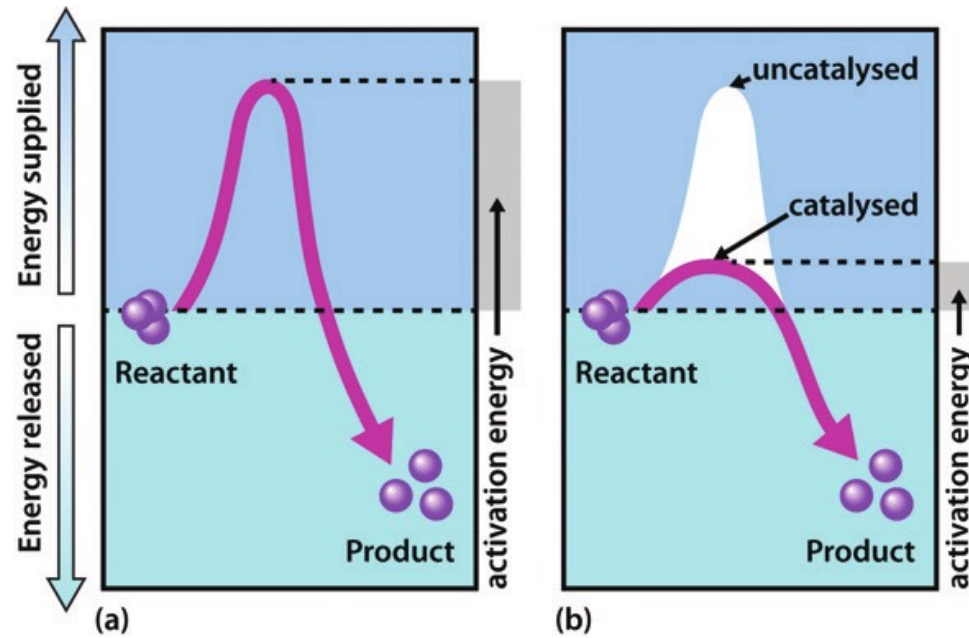 Energy supplied
Energy released
Reactant
Product
activation energy
(a)
uncatalysed
catalysed
Reactant
Product
activation energy
(b)